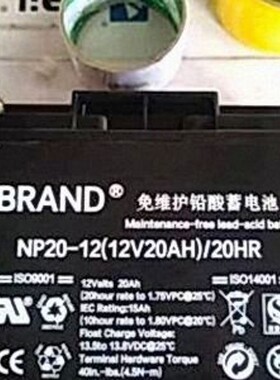 BRAND® 免维护铅酸蓄电池
Maintenance-free lead-acid ba
NP20-12(12V20AH)/20HR
ISO9001
12Volts 20Ah
(20hour rate to 1.75VPC@25°C)
IEC Rating:15Ah
(10hour rate to 1.80VPC@20°C)
Float Charge Voltage:
13.5to 13.8VDC@25°C
Terminal Hardware Torque
40in.-lbs.(4.5N-m)
ISO14001